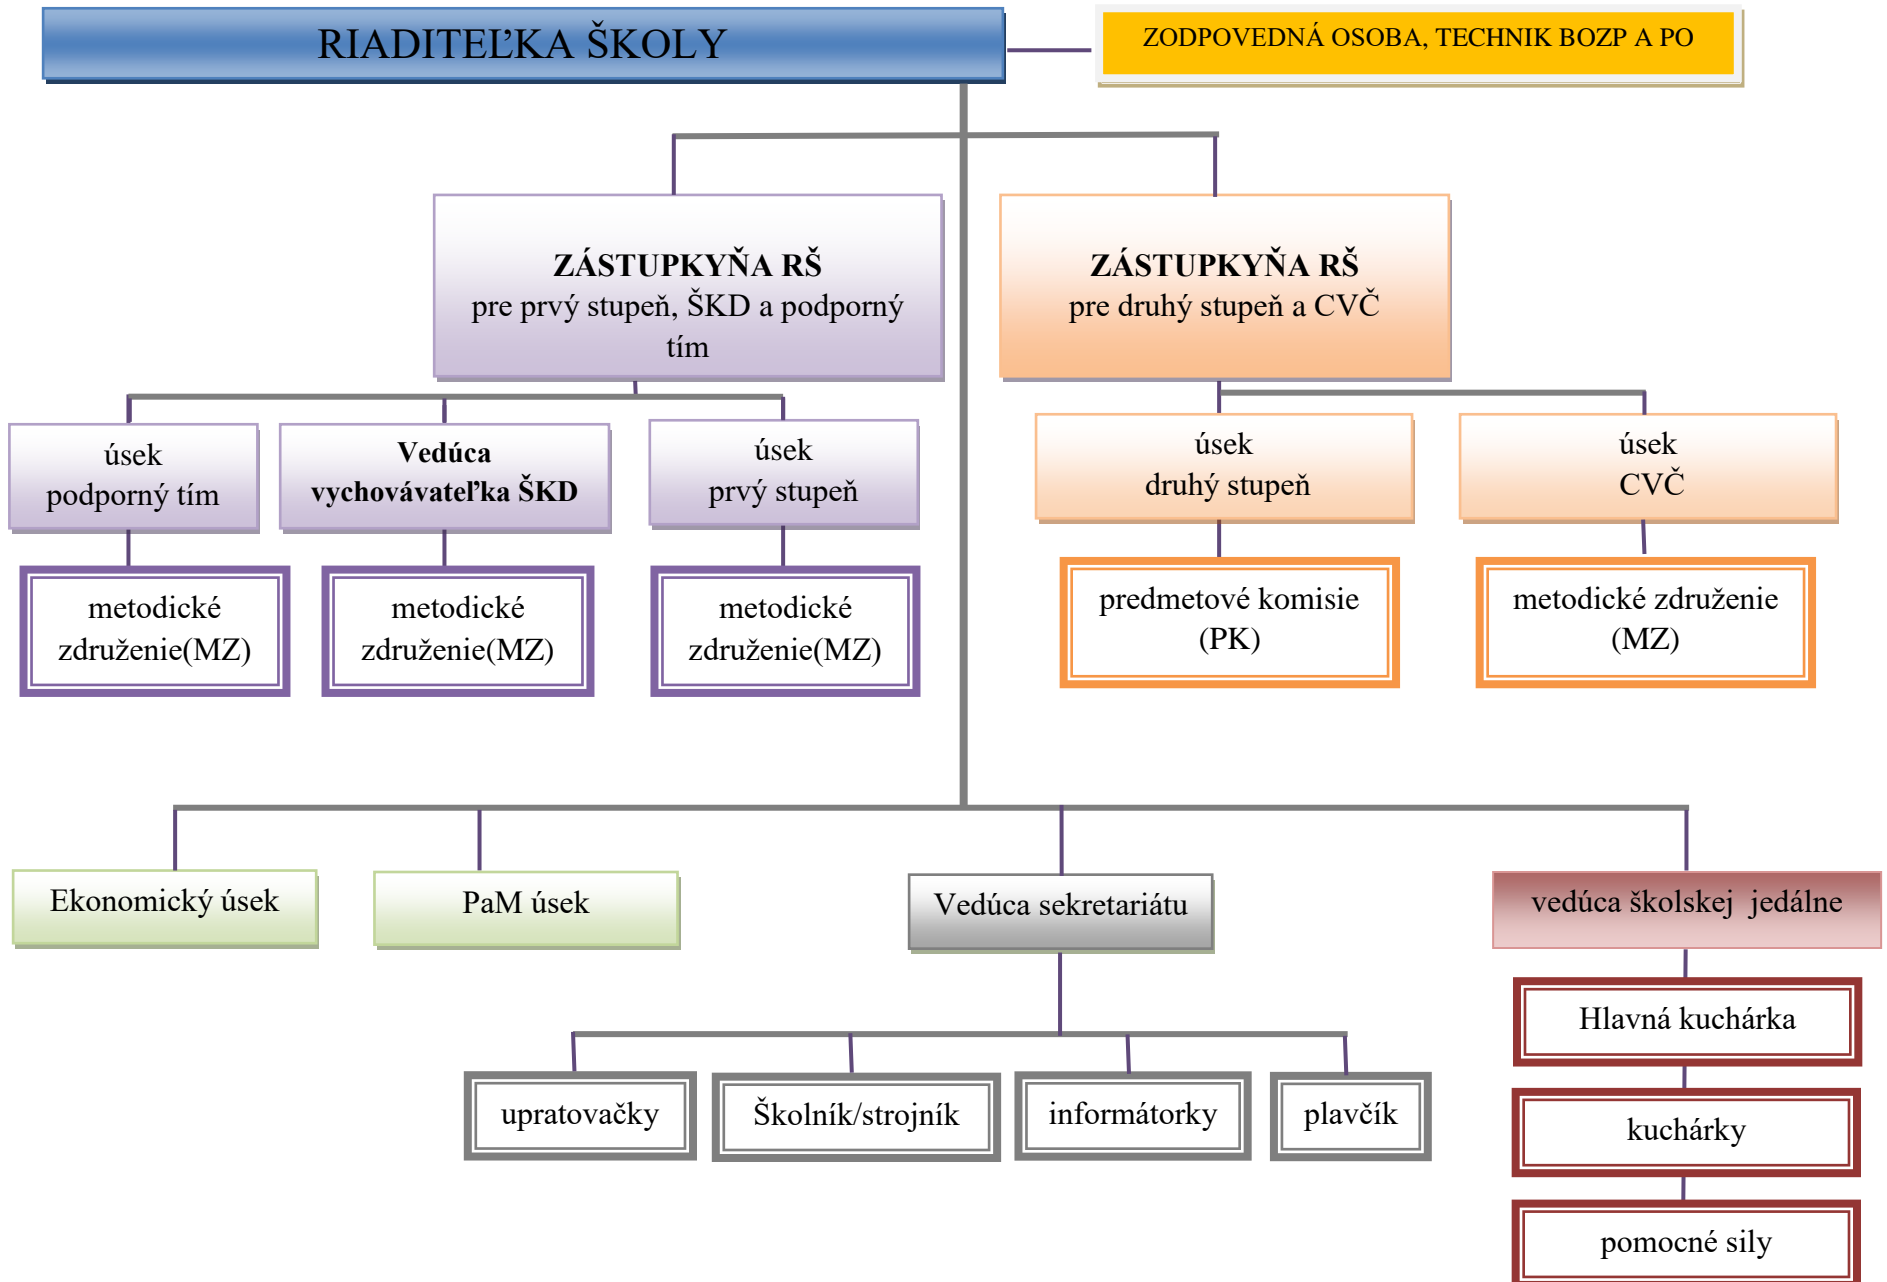 RIADITEĽKA ŠKOLY
ZODPOVEDNÁ OSOBA, TECHNIK BOZP A PO
ZÁSTUPKYŇA RŠ
pre prvý stupeň, ŠKD a podporný
tím
ZÁSTUPKYŇA RŠ
pre druhý stupeň a CVČ
úsek
podporný tím
Vedúca
vychovávateľka ŠKD
úsek
prvý stupeň
úsek
druhý stupeň
úsek
CVČ
metodické
združenie(MZ)
metodické
združenie(MZ)
metodické
združenie(MZ)
predmetové komisie
(PK)
metodické združenie
(MZ)
Ekonomický úsek
PaM úsek
Vedúca sekretariátu
vedúca školskej  jedálne
Hlavná kuchárka
kuchárky
pomocné sily
upratovačky
Školník/strojník
informátorky
plavčík